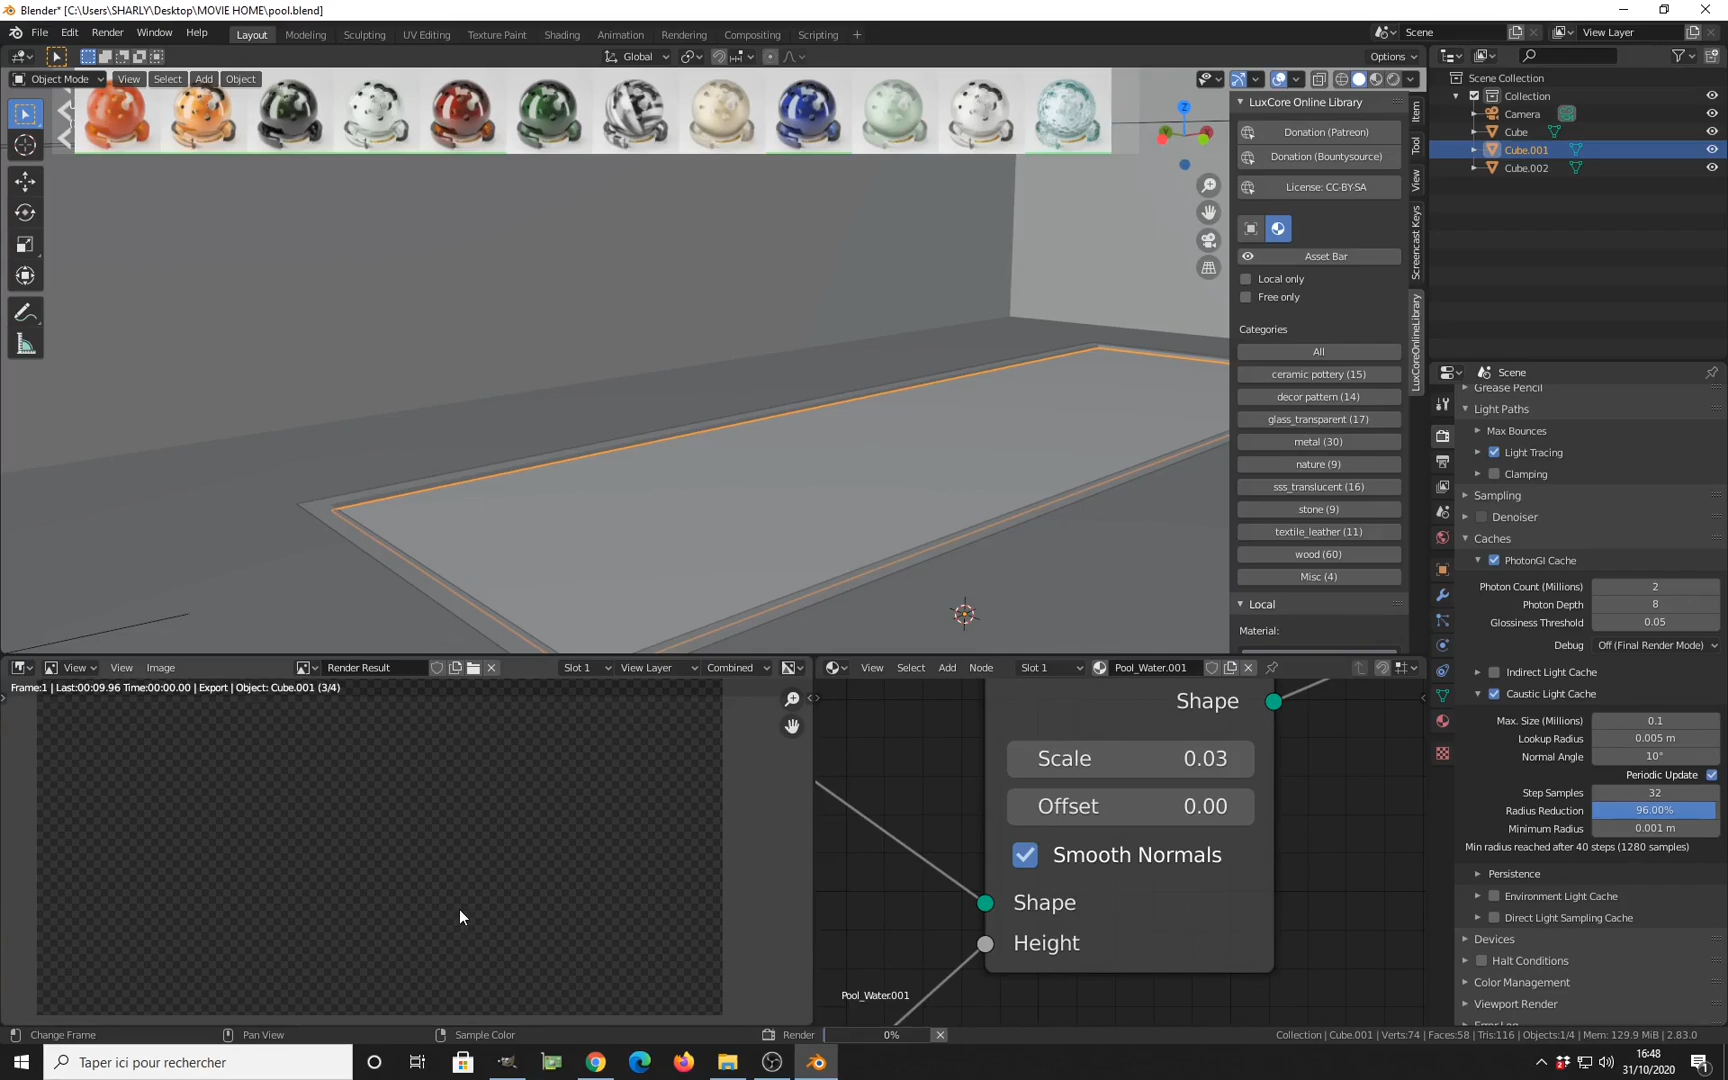 Blender* [C:\Users\SHARLY\Desktop\MOVIE HOME\pool.blend]
File Edit Render Window Help Layout Modeling Sculpting UV Editing Texture Paint Shading Animation Rendering Compositing Scripting + Scene View Layer
Global Options
Object Mode View Select Add Object
LuxCore Online Library
Donation (Patreon)
Donation (Bountysource)
License: CC-BY-SA
Asset Bar
Local only
Free only
Categories
All
ceramic pottery (15)
decor pattern (14)
glass_transparent (17)
metal (30)
nature (9)
sss_translucent (16)
stone (9)
textile_leather (11)
wood (60)
Misc (4)
Local
Material:
Item
Tool
View
Screencast Keys
LuxCoreOnlineLibrary
Z
Scene Collection
Collection
Camera
Cube
Cube.001
Cube.002
Scene
Grease Pencil
Light Paths
Max Bounces
Light Tracing
Clamping
Sampling
Denoiser
Caches
PhotonGI Cache
Photon Count (Millions) 2
Photon Depth 8
Glossiness Threshold 0.05
Debug Off (Final Render Mode)
Indirect Light Cache
Caustic Light Cache
Max. Size (Millions) 0.1
Lookup Radius 0.005 m
Normal Angle 10°
Periodic Update
Step Samples 32
Radius Reduction 96.00%
Minimum Radius 0.001 m
Min radius reached after 40 steps (1280 samples)
Persistence
Environment Light Cache
Direct Light Sampling Cache
Devices
Halt Conditions
Color Management
Viewport Render
Error Log
View View Image Render Result Slot 1 View Layer Combined
Frame:1 | Last:00:09.96 Time:00:00.00 | Export | Object: Cube.001 (3/4)
View Select Add Node Slot 1 Pool_Water.001
Shape
Scale 0.03
Offset 0.00
Smooth Normals
Shape
Height
Pool_Water.001
Change Frame Pan View Sample Color Render 0% Collection | Cube.001 | Verts:74 | Faces:58 | Tris:116 | Objects:1/4 | Mem: 129.9 MiB | 2.83.0
Taper ici pour rechercher
16:48
31/10/2020
1